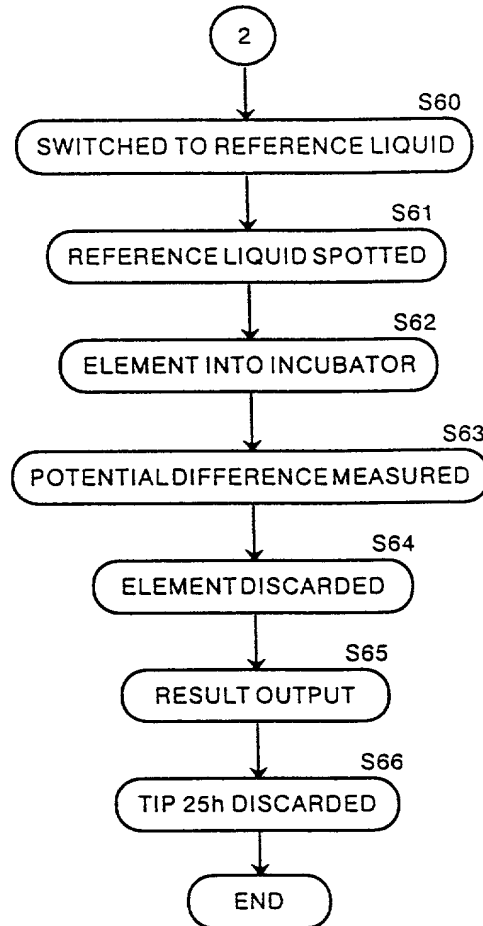 2
S60
SWITCHED TO REFERENCE LIQUID
S61
REFERENCE LIQUID SPOTTED
S62
ELEMENT INTO INCUBATOR
S63
POTENTIAL DIFFERENCE MEASURED
S64
ELEMENT DISCARDED
S65
RESULT OUTPUT
S66
TIP 25h DISCARDED
END